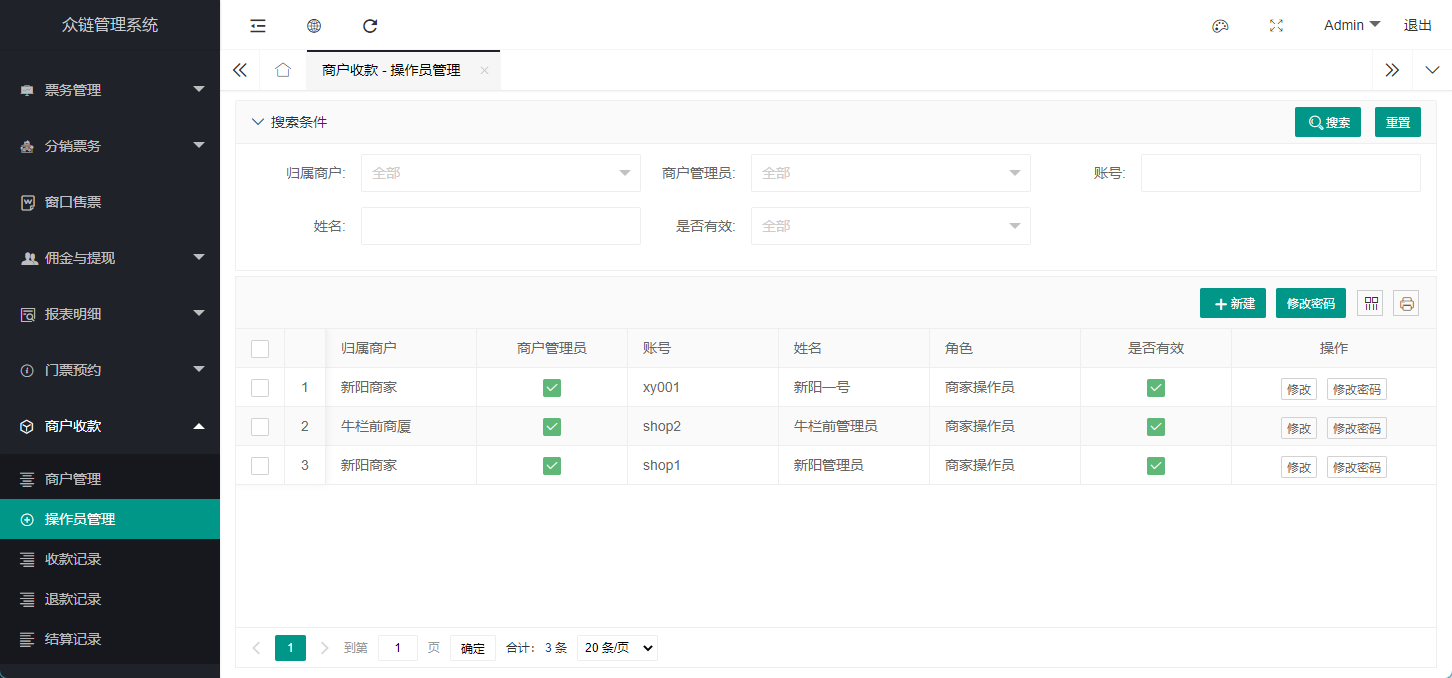 众链管理系统
Admin
退出
商户收款 - 操作员管理
票务管理
分销票务
窗口售票
佣金与提现
报表明细
门票预约
商户收款
商户管理
操作员管理
收款记录
退款记录
结算记录
搜索条件
搜索
重置
归属商户: 全部 商户管理员: 全部 账号:
姓名: 是否有效: 全部
新建 修改密码
归属商户 商户管理员 账号 姓名 角色 是否有效 操作
1 新阳商家 xy001 新阳一号 商家操作员 修改 修改密码
2 牛栏前商厦 shop2 牛栏前管理员 商家操作员 修改 修改密码
3 新阳商家 shop1 新阳管理员 商家操作员 修改 修改密码
1 到第 1 页 确定 合计: 3 条 20 条/页